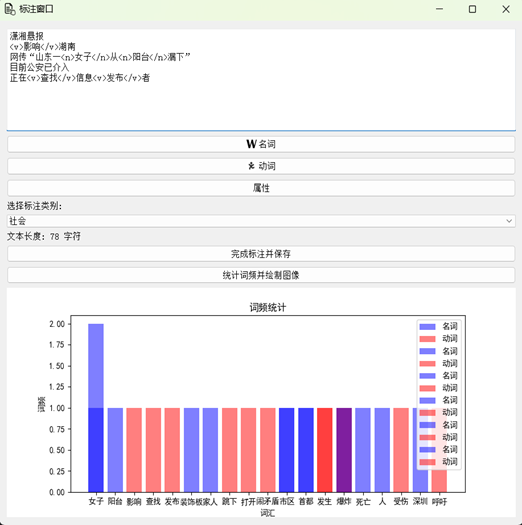 标注窗口
潇湘晨报
<v>影响</v>湖南
网传“山东一<n>女子</n>从<n>阳台</n>满下”
目前公安已介入
正在<v>查找</v>信息<v>发布</v>者
W 名词
动词
属性
选择标注类别：
社会
文本长度：78 字符
完成标注并保存
统计词频并绘制图像
词频统计
2.00
1.75
1.50
1.25
1.00
0.75
0.50
0.25
0.00
词频
名词
动词
名词
动词
名词
动词
名词
动词
名词
动词
名词
动词
女子 阳台 影响 查找 发布 装饰板 家人 跳下 打开 闹矛盾 市区 首都 发生 爆炸 死亡 人 受伤 深圳 呼吁
词汇